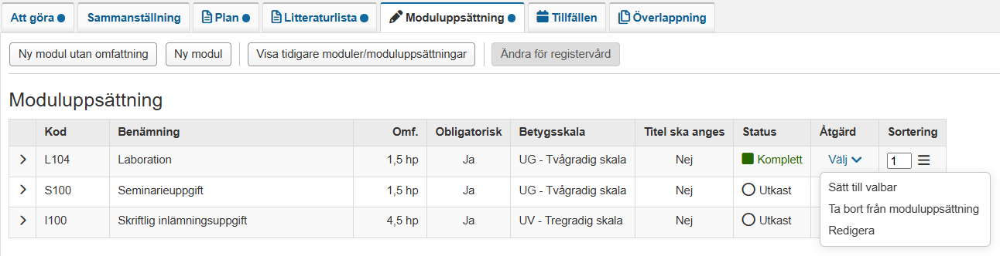 Att göra Sammanställning Plan Litteraturlista Moduluppsättning Tillfällen Överlappning
Ny modul utan omfattning Ny modul Visa tidigare moduler/moduluppsättningar Ändra för registervård
Moduluppsättning
Kod Benämning Omf. Obligatorisk Betygsskala Titel ska anges Status Åtgärd Sortering
L104 Laboration 1,5 hp Ja UG - Tvågradig skala Nej Komplett Välj 1
S100 Seminarieuppgift 1,5 hp Ja UG - Tvågradig skala Nej Utkast
I100 Skriftlig inlämningsuppgift 4,5 hp Ja UV - Tregradig skala Nej Utkast
Sätt till valbar
Ta bort från moduluppsättning
Redigera